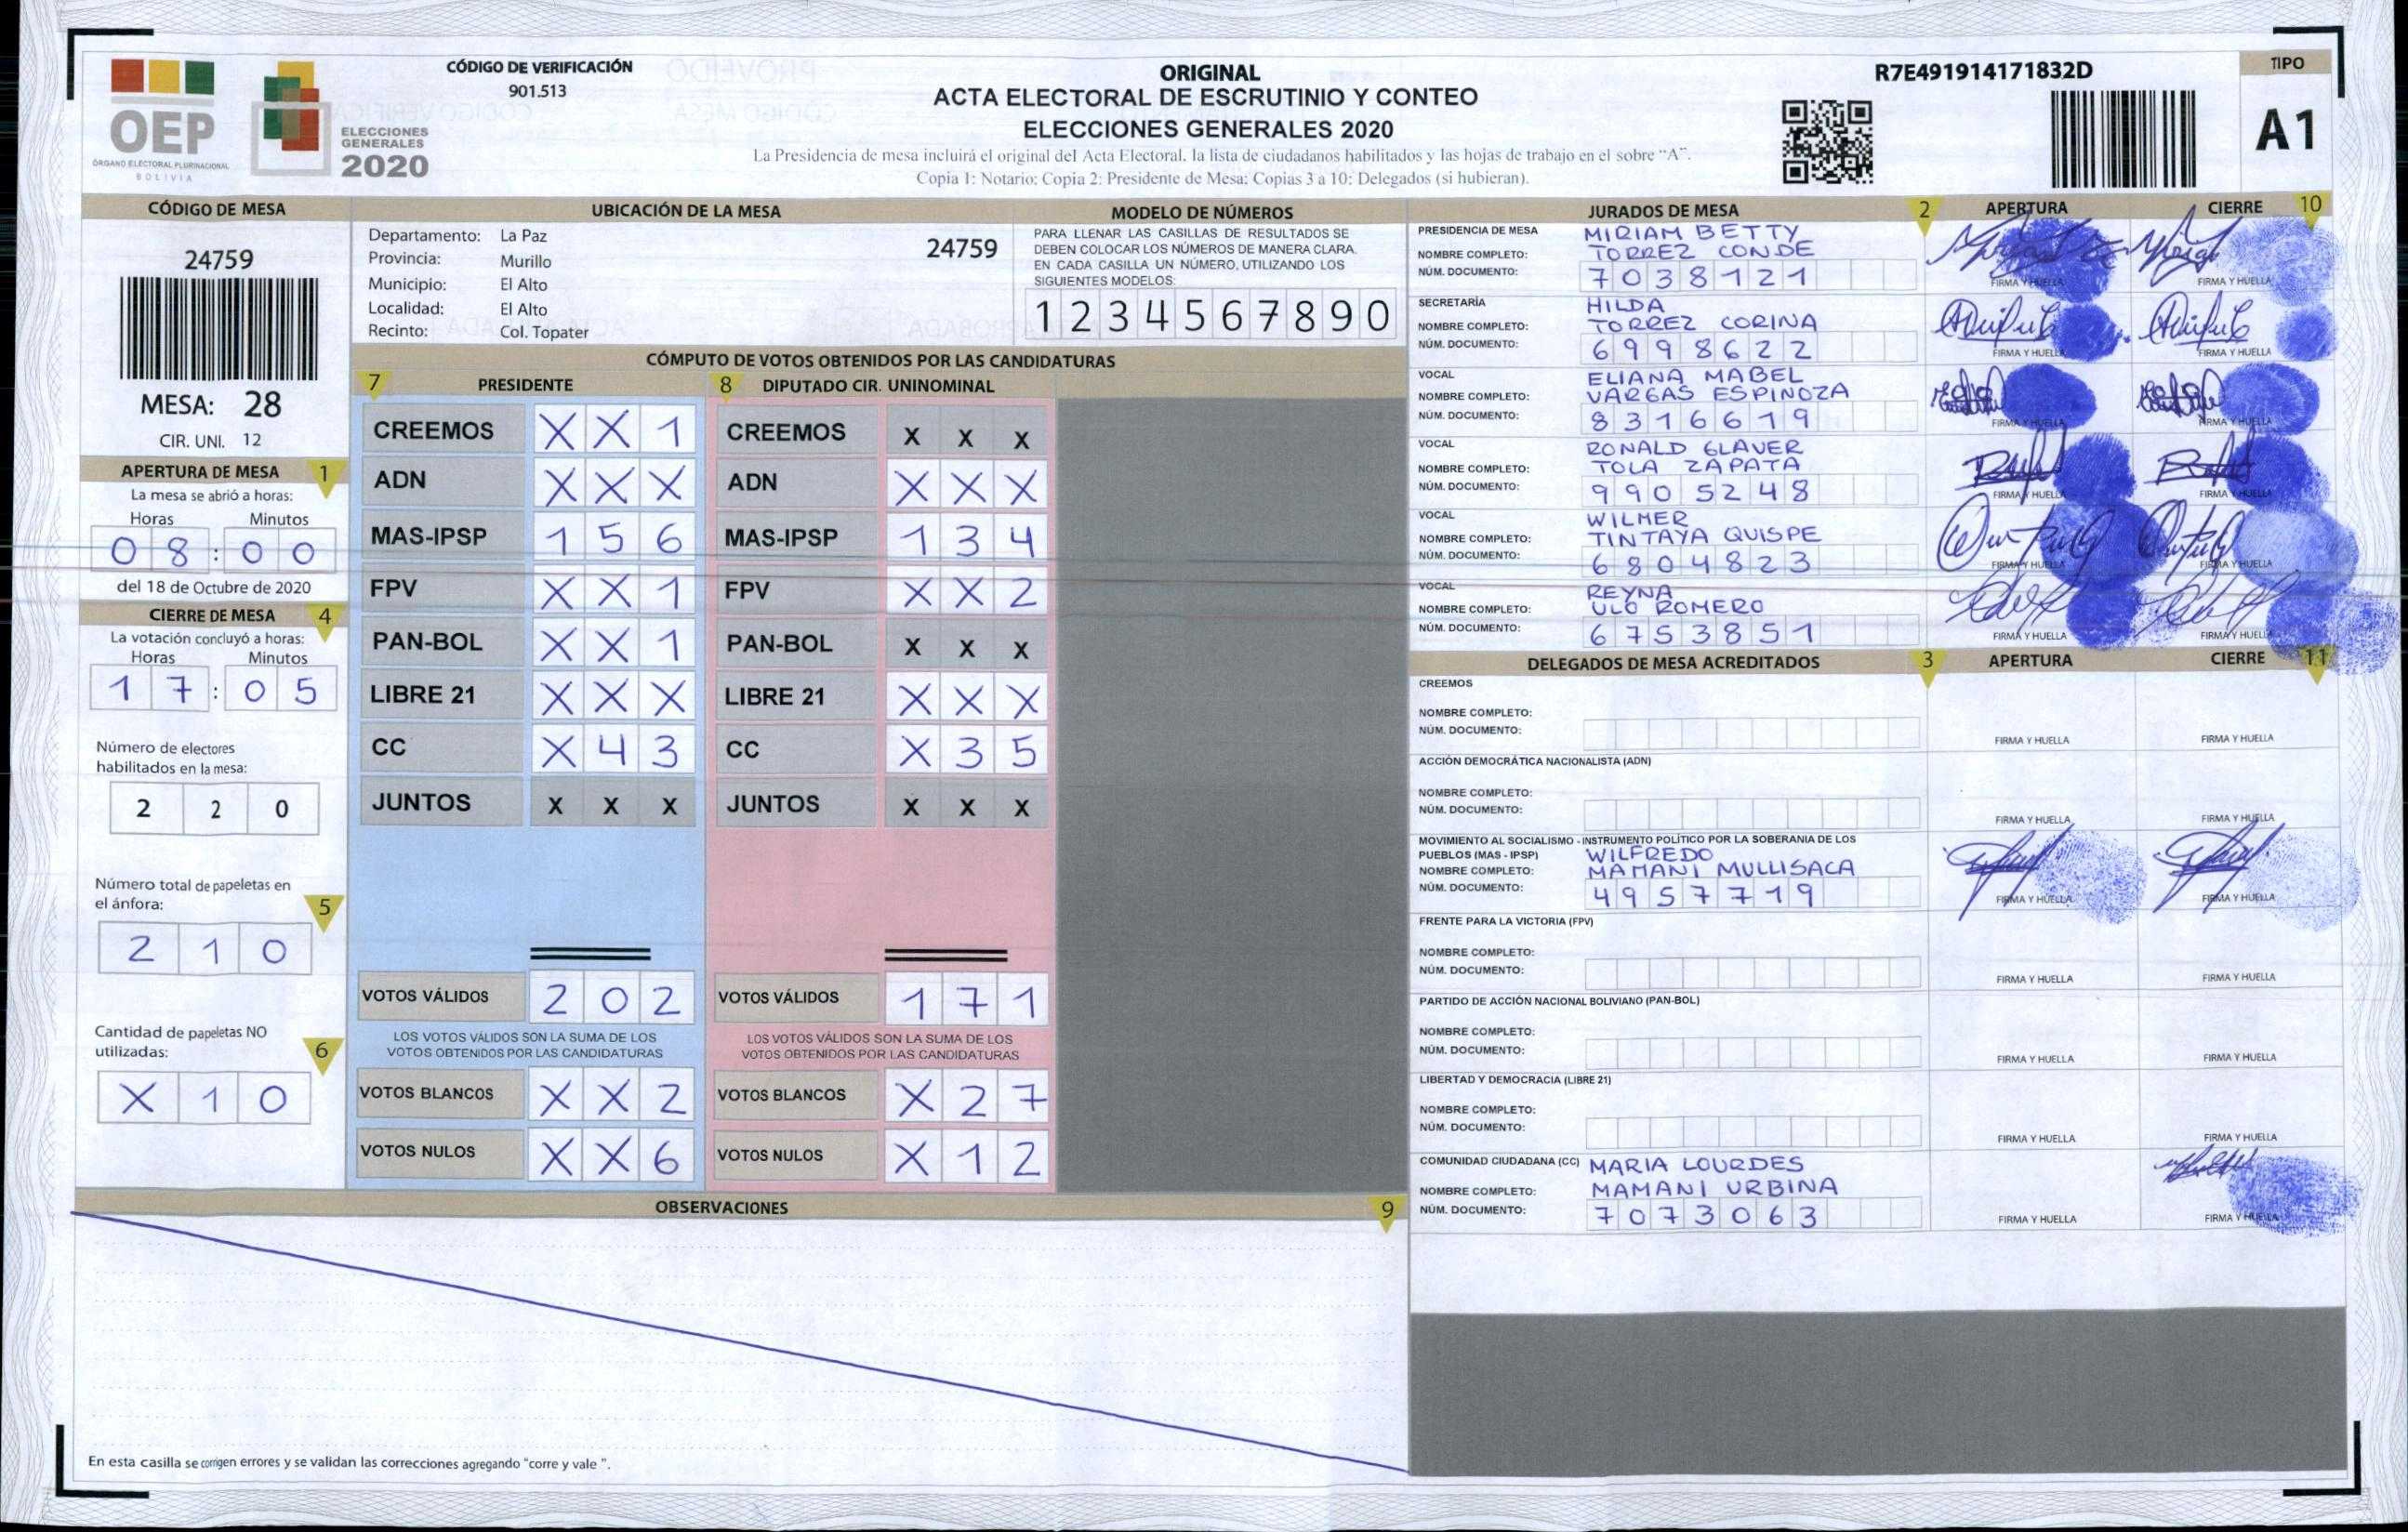 OEP
ÓRGANO ELECTORAL PLURINACIONAL
BOLIVIA
ELECCIONES
GENERALES
2020
CÓDIGO DE VERIFICACIÓN
901.513
ORIGINAL
ACTA ELECTORAL DE ESCRUTINIO Y CONTEO
ELECCIONES GENERALES 2020
La Presidencia de mesa incluirá el original del Acta Electoral, la lista de ciudadanos habilitados y las hojas de trabajo en el sobre "A".
Copia 1: Notario; Copia 2: Presidente de Mesa; Copias 3 a 10: Delegados (si hubieran).
R7E491914171832D
TIPO
A1
CÓDIGO DE MESA
24759
MESA: 28
CIR. UNI. 12
APERTURA DE MESA 1
La mesa se abrió a horas:
Horas Minutos
08:00
del 18 de Octubre de 2020
CIERRE DE MESA 4
La votación concluyó a horas:
Horas Minutos
17:05
Número de electores
habilitados en la mesa:
2 2 0
Número total de papeletas en
el ánfora: 5
2 1 0
Cantidad de papeletas NO
utilizadas: 6
X 1 0
UBICACIÓN DE LA MESA
Departamento: La Paz
24759
Provincia: Murillo
Municipio: El Alto
Localidad: El Alto
Recinto: Col. Topater
MODELO DE NÚMEROS
PARA LLENAR LAS CASILLAS DE RESULTADOS SE
DEBEN COLOCAR LOS NÚMEROS DE MANERA CLARA.
EN CADA CASILLA UN NÚMERO, UTILIZANDO LOS
SIGUIENTES MODELOS:
1 2 3 4 5 6 7 8 9 0
CÓMPUTO DE VOTOS OBTENIDOS POR LAS CANDIDATURAS
7 PRESIDENTE
CREEMOS X X 1
ADN X X X
MAS-IPSP 1 5 6
FPV X X 1
PAN-BOL X X 1
LIBRE 21 X X X
CC X 4 3
JUNTOS X X X
VOTOS VÁLIDOS 2 0 2
LOS VOTOS VÁLIDOS SON LA SUMA DE LOS
VOTOS OBTENIDOS POR LAS CANDIDATURAS
VOTOS BLANCOS X X 2
VOTOS NULOS X X 6
8 DIPUTADO CIR. UNINOMINAL
CREEMOS X X X
ADN X X X
MAS-IPSP 1 3 4
FPV X X 2
PAN-BOL X X X
LIBRE 21 X X X
CC X 3 5
JUNTOS X X X
VOTOS VÁLIDOS 1 7 1
LOS VOTOS VÁLIDOS SON LA SUMA DE LOS
VOTOS OBTENIDOS POR LAS CANDIDATURAS
VOTOS BLANCOS X 2 7
VOTOS NULOS X 1 2
OBSERVACIONES 9
En esta casilla se corrigen errores y se validan las correcciones agregando "corre y vale ".
JURADOS DE MESA 2 APERTURA CIERRE 10
PRESIDENCIA DE MESA MIRIAM BETTY
NOMBRE COMPLETO: TORREZ CONDE
NÚM. DOCUMENTO: 7038121
FIRMA Y HUELLA FIRMA Y HUELLA
SECRETARÍA HILDA
NOMBRE COMPLETO: TORREZ CORINA
NÚM. DOCUMENTO: 6998622
FIRMA Y HUELLA FIRMA Y HUELLA
VOCAL ELIANA MABEL
NOMBRE COMPLETO: VARGAS ESPINOZA
NÚM. DOCUMENTO: 8316619
FIRMA Y HUELLA FIRMA Y HUELLA
VOCAL RONALD GLAVER
NOMBRE COMPLETO: TOLA ZAPATA
NÚM. DOCUMENTO: 9905248
FIRMA Y HUELLA FIRMA Y HUELLA
VOCAL WILMER
NOMBRE COMPLETO: TINTAYA QUISPE
NÚM. DOCUMENTO: 6804823
FIRMA Y HUELLA FIRMA Y HUELLA
VOCAL REYNA
NOMBRE COMPLETO: ULO ROMERO
NÚM. DOCUMENTO: 6753851
FIRMA Y HUELLA FIRMA Y HUELLA
DELEGADOS DE MESA ACREDITADOS 3 APERTURA CIERRE 11
CREEMOS
NOMBRE COMPLETO:
NÚM. DOCUMENTO:
FIRMA Y HUELLA FIRMA Y HUELLA
ACCIÓN DEMOCRÁTICA NACIONALISTA (ADN)
NOMBRE COMPLETO:
NÚM. DOCUMENTO:
FIRMA Y HUELLA FIRMA Y HUELLA
MOVIMIENTO AL SOCIALISMO - INSTRUMENTO POLÍTICO POR LA SOBERANIA DE LOS
PUEBLOS (MAS - IPSP) WILFREDO
NOMBRE COMPLETO: MAMANI MULLISACA
NÚM. DOCUMENTO: 4957719
FIRMA Y HUELLA FIRMA Y HUELLA
FRENTE PARA LA VICTORIA (FPV)
NOMBRE COMPLETO:
NÚM. DOCUMENTO:
FIRMA Y HUELLA FIRMA Y HUELLA
PARTIDO DE ACCIÓN NACIONAL BOLIVIANO (PAN-BOL)
NOMBRE COMPLETO:
NÚM. DOCUMENTO:
FIRMA Y HUELLA FIRMA Y HUELLA
LIBERTAD Y DEMOCRACIA (LIBRE 21)
NOMBRE COMPLETO:
NÚM. DOCUMENTO:
FIRMA Y HUELLA FIRMA Y HUELLA
COMUNIDAD CIUDADANA (CC) MARIA LOURDES
NOMBRE COMPLETO: MAMANI URBINA
NÚM. DOCUMENTO: 7073063
FIRMA Y HUELLA FIRMA Y HUELLA